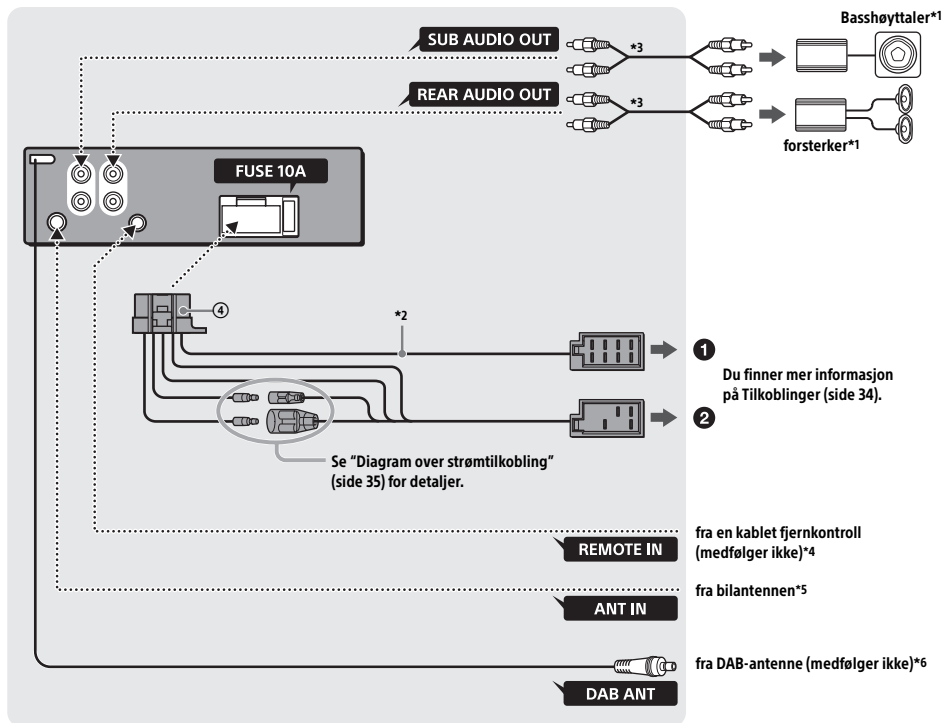 Basshøyttaler*1
SUB AUDIO OUT
*3
REAR AUDIO OUT
*3
forsterker*1
FUSE 10A
④
*2
❶
Du finner mer informasjon
på Tilkoblinger (side 34).
❷
Se "Diagram over strømtilkobling"
(side 35) for detaljer.
fra en kablet fjernkontroll
(medfølger ikke)*4
REMOTE IN
fra bilantennen*5
ANT IN
fra DAB-antenne (medfølger ikke)*6
DAB ANT